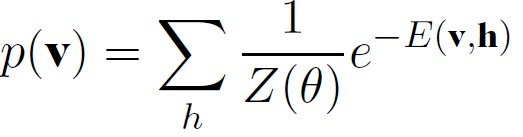 p(𝐯) = ∑_h 1/Z(θ) e^{−E(𝐯,𝐡)}